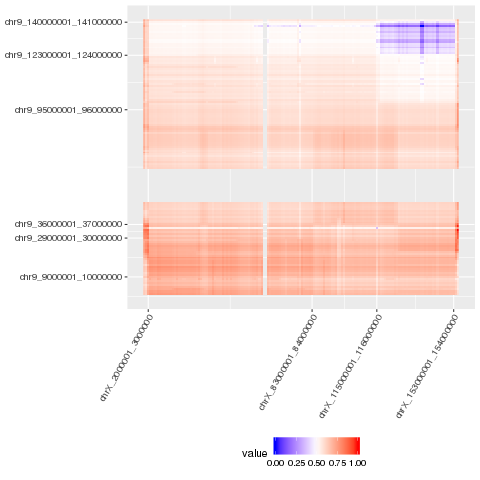 chr9_140000001_141000000
chr9_123000001_124000000
chr9_95000001_96000000
chr9_36000001_37000000
chr9_29000001_30000000
chr9_9000001_10000000
chrX_2000001_3000000
chrX_83000001_84000000
chrX_115000001_116000000
chrX_153000001_154000000
value
0.00 0.25 0.50 0.75 1.00